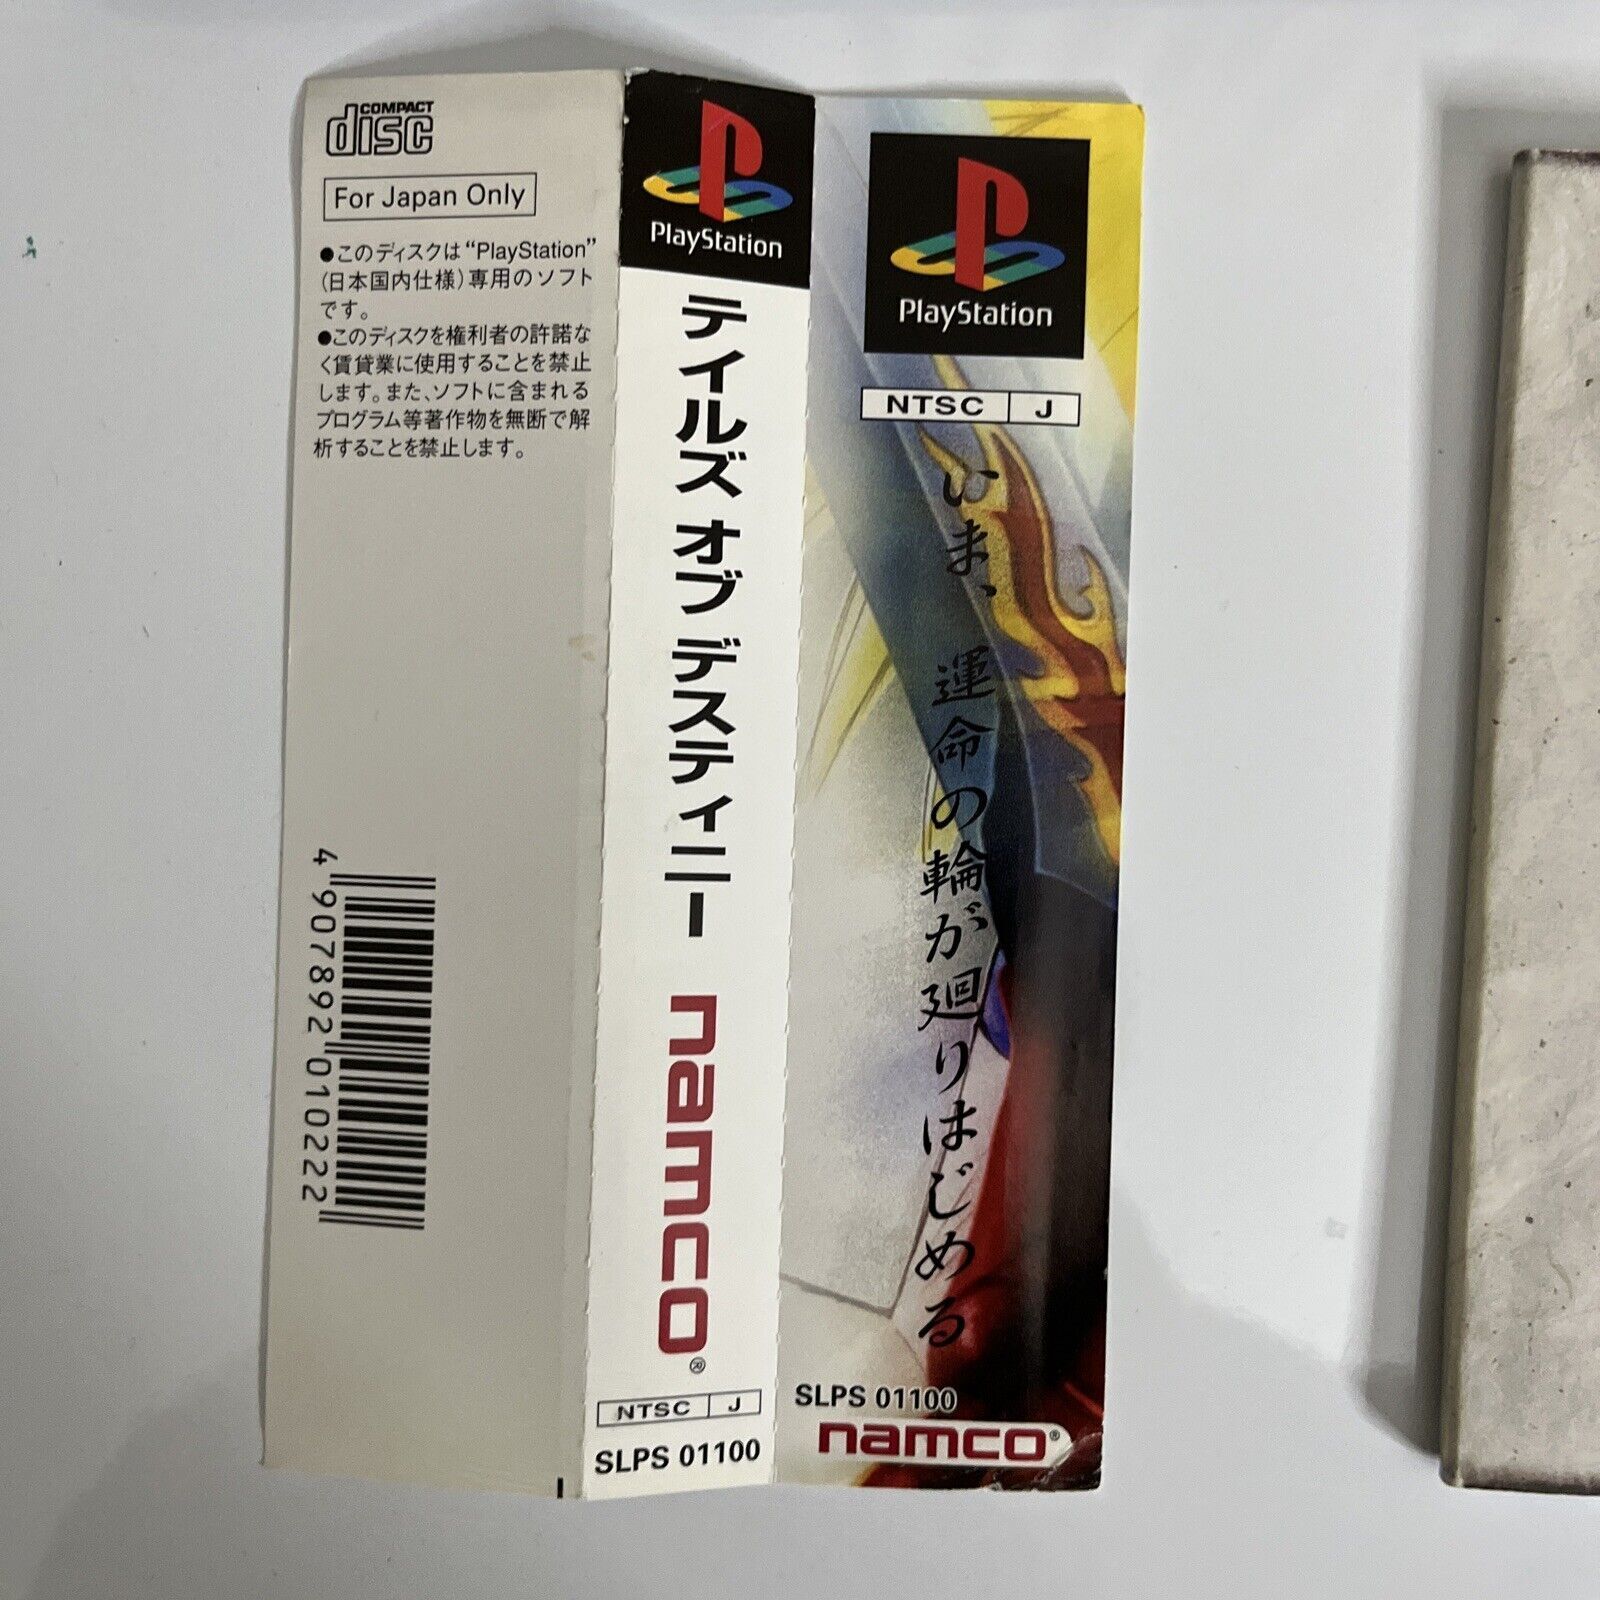 COMPACT
disc
For Japan Only
●このディスクは“PlayStation”
(日本国内仕様)専用のソフト
です。
●このディスクを権利者の許諾な
く賃貸業に使用することを禁止
します。また、ソフトに含まれる
プログラム等著作物を無断で解
析することを禁止します。
4 907892 010222
PlayStation
テイルズ オブ デスティニー
namco®
NTSC J
SLPS 01100
PlayStation
NTSC J
いま、運命の輪が廻りはじめる
SLPS 01100
namco®